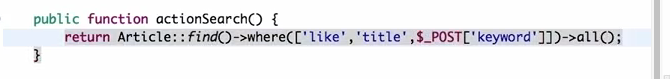 public function actionSearch() {
return Article::find()->where(['like','title',$_POST['keyword']])->all();
}